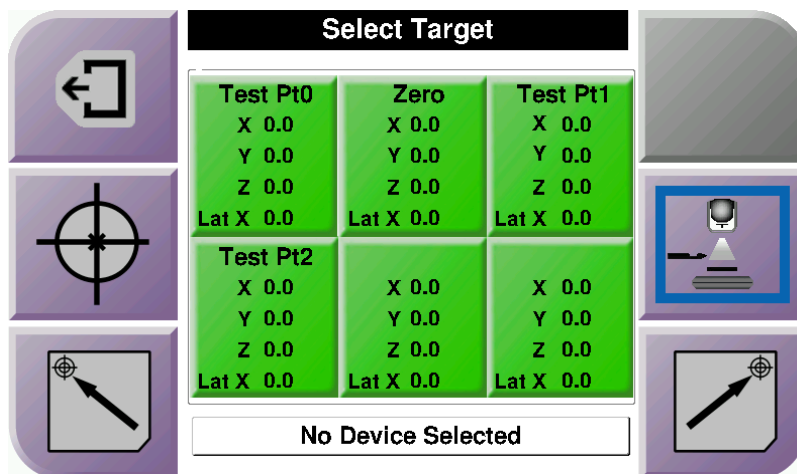 Select Target
Test Pt0
X 0.0
Y 0.0
Z 0.0
Lat X 0.0
Zero
X 0.0
Y 0.0
Z 0.0
Lat X 0.0
Test Pt1
X 0.0
Y 0.0
Z 0.0
Lat X 0.0
Test Pt2
X 0.0
Y 0.0
Z 0.0
Lat X 0.0
X 0.0
Y 0.0
Z 0.0
Lat X 0.0
X 0.0
Y 0.0
Z 0.0
Lat X 0.0
No Device Selected